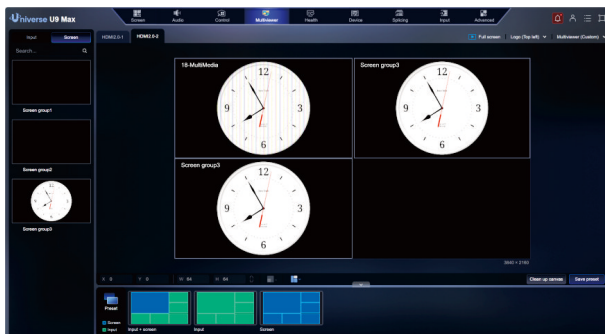 Universe U9 Max
Screen
Audio
Control
Multiviewer
Health
Device
Splicing
Input
Advanced
Input
Screen
HDMI2.0-1
HDMI2.0-2
Full screen
Logo (Top left)
Multiviewer (Custom)
Search...
Screen group1
Screen group2
Screen group3
18-MultiMedia
12
9
3
6
Screen group3
12
9
3
6
Screen group3
12
9
3
6
3840 × 2160
X 0
Y 0
W 64
H 64
Clean up canvas
Save preset
Preset
Screen
Input
Input + screen
Input
Screen